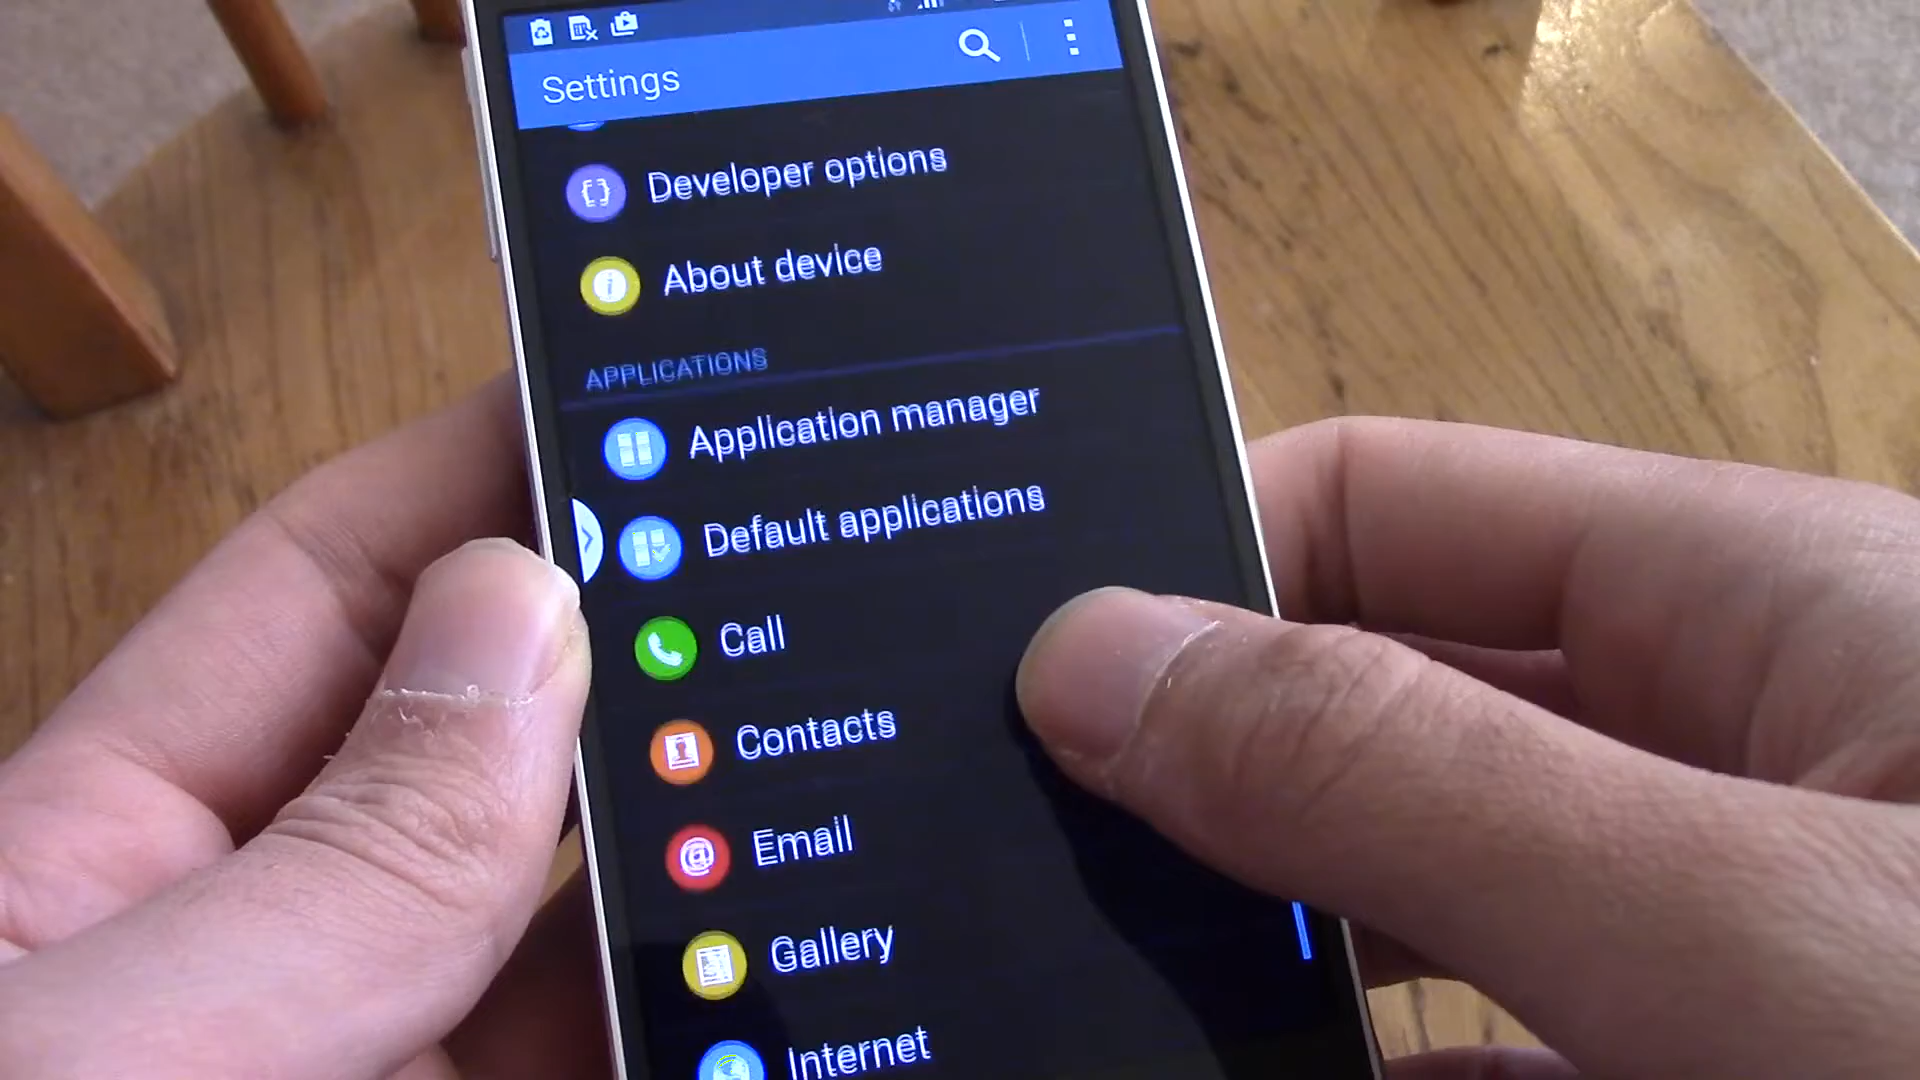 Settings
Developer options
About device
APPLICATIONS
Application manager
Default applications
Call
Contacts
Email
Gallery
Internet